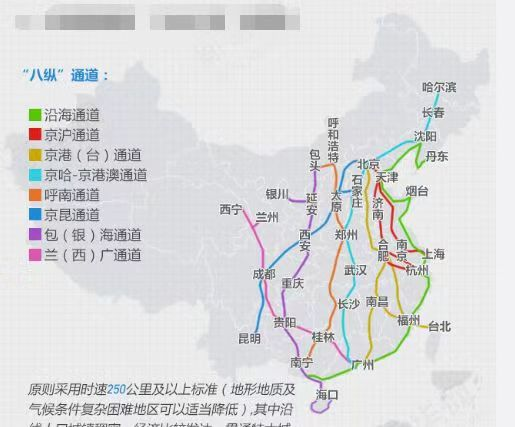 “八纵”通道：
沿海通道
京沪通道
京港（台）通道
京哈-京港澳通道
呼南通道
京昆通道
包（银）海通道
兰（西）广通道
哈尔滨
长春
沈阳
丹东
呼和浩特
包头
北京
天津
石家庄
烟台
银川
延安
太原
济南
西宁
兰州
西安
郑州
合肥
南京
上海
杭州
成都
武汉
重庆
南昌
长沙
福州
台北
昆明
贵阳
桂林
广州
南宁
海口
原则采用时速250公里及以上标准（地形地质及
气候条件复杂困难地区可以适当降低），其中沿